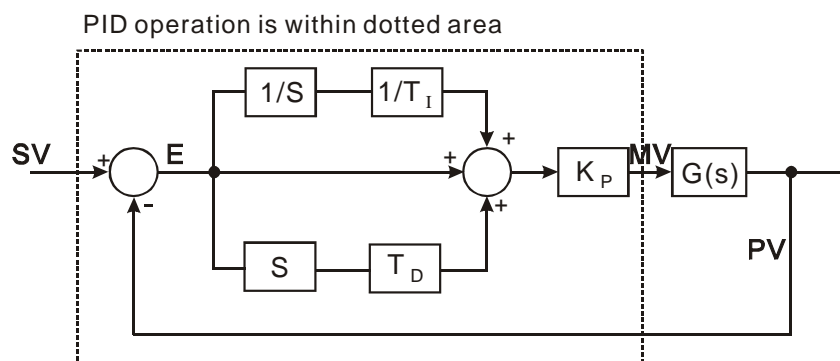 PID operation is within dotted area
1/S
1/T I
SV
+
E
+
+
K P
MV
G(s)
-
+
PV
S
T D